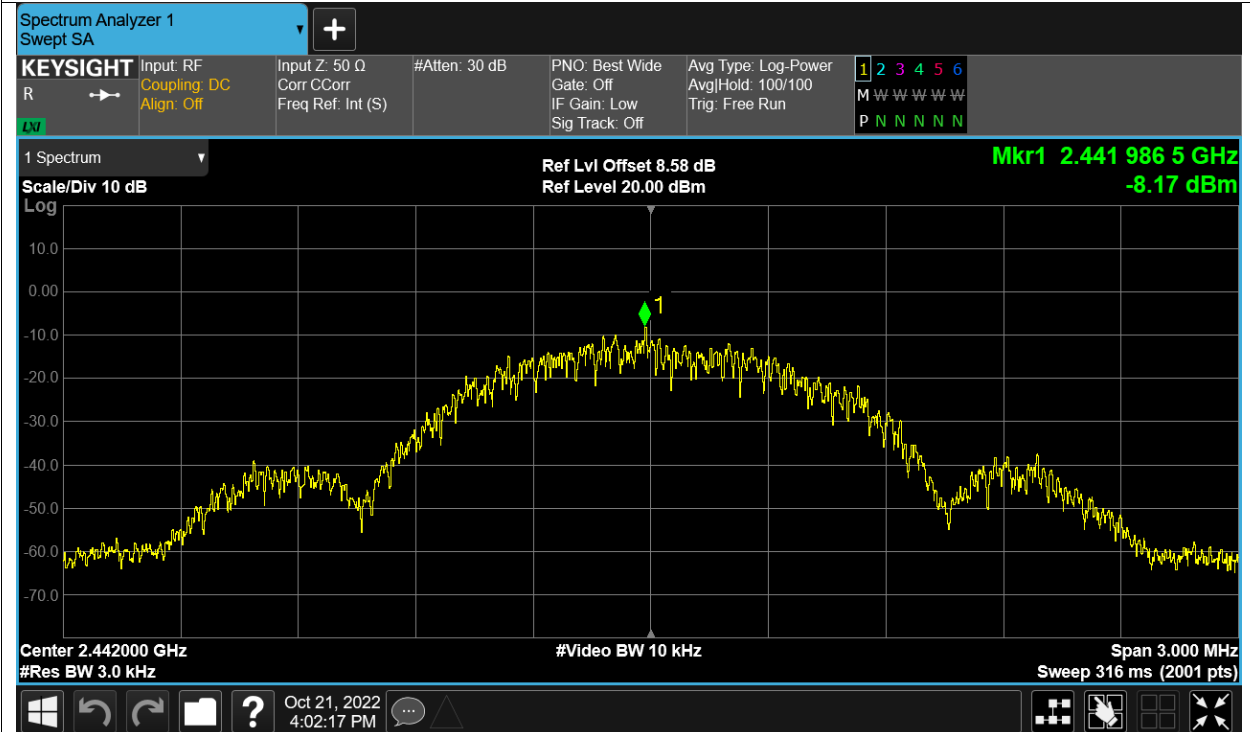 Spectrum Analyzer 1
Swept SA
▼
+
KEYSIGHT
R
LXI
Input: RF
Coupling: DC
Align: Off
Input Z: 50 Ω
Corr CCorr
Freq Ref: Int (S)
#Atten: 30 dB
PNO: Best Wide
Gate: Off
IF Gain: Low
Sig Track: Off
Avg Type: Log-Power
Avg|Hold: 100/100
Trig: Free Run
1 2 3 4 5 6
M W W W W W W
P N N N N N
1 Spectrum ▼
Scale/Div 10 dB
Log
Ref Lvl Offset 8.58 dB
Ref Level 20.00 dBm
Mkr1 2.441 986 5 GHz
-8.17 dBm
10.0
0.00
-10.0
-20.0
-30.0
-40.0
-50.0
-60.0
-70.0
1
Center 2.442000 GHz
#Res BW 3.0 kHz
#Video BW 10 kHz
Span 3.000 MHz
Sweep 316 ms (2001 pts)
?
Oct 21, 2022
4:02:17 PM